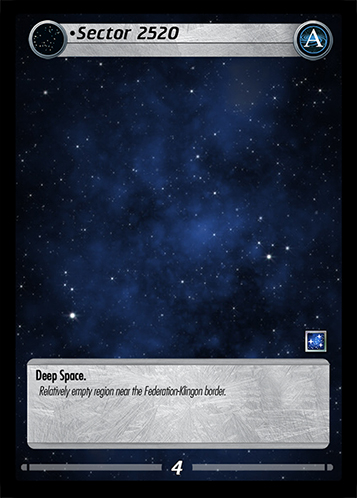 •Sector 2520
A
Deep Space.
Relatively empty region near the Federation-Klingon border.
4